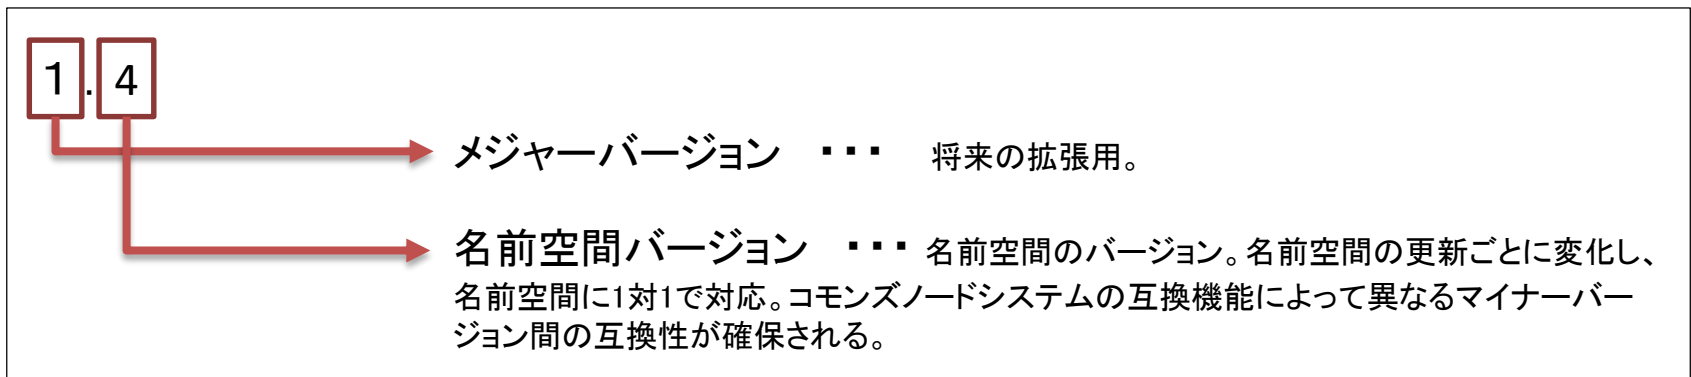 1.4
メジャーバージョン ・・・ 将来の拡張用。
名前空間バージョン ・・・ 名前空間のバージョン。名前空間の更新ごとに変化し、
名前空間に1対1で対応。コモンズノードシステムの互換機能によって異なるマイナーバー
ジョン間の互換性が確保される。